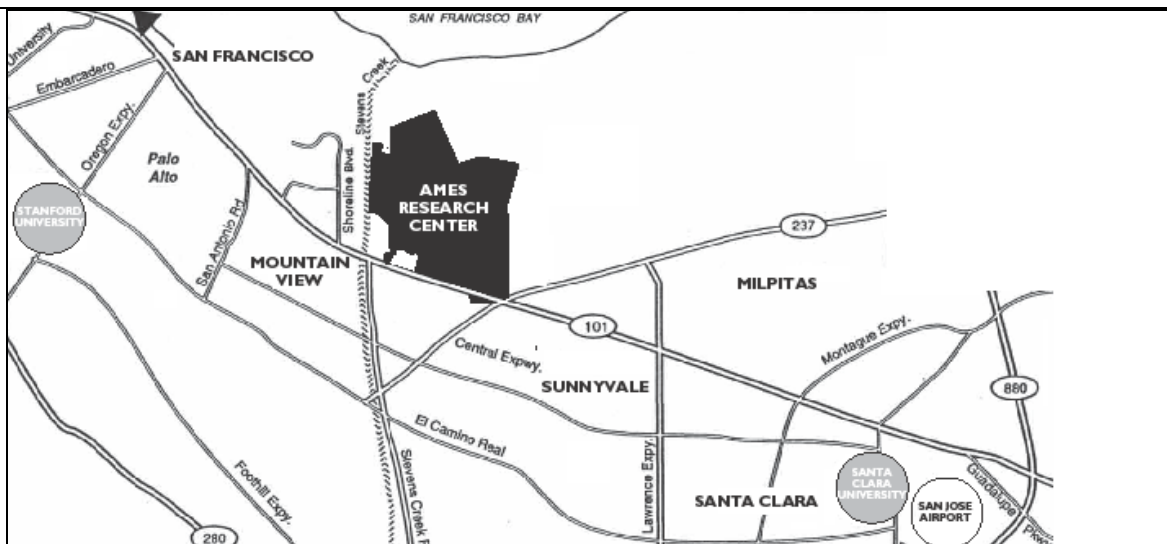 SAN FRANCISCO BAY
University
SAN FRANCISCO
Embarcadero
Creek
Stevens
Oregon Expy.
Palo
Alto
Shoreline Blvd.
AMES
RESEARCH
CENTER
STANFORD
UNIVERSITY
San Antonio Rd
237
MOUNTAIN
VIEW
MILPITAS
101
Montague Expy.
Central Expwy.
SUNNYVALE
880
El Camino Real
Foothill Expy.
Stevens Creek
Lawrence Expy.
SANTA CLARA
SANTA
CLARA
UNIVERSITY
SAN JOSE
AIRPORT
Guadalupe
Pkw
280